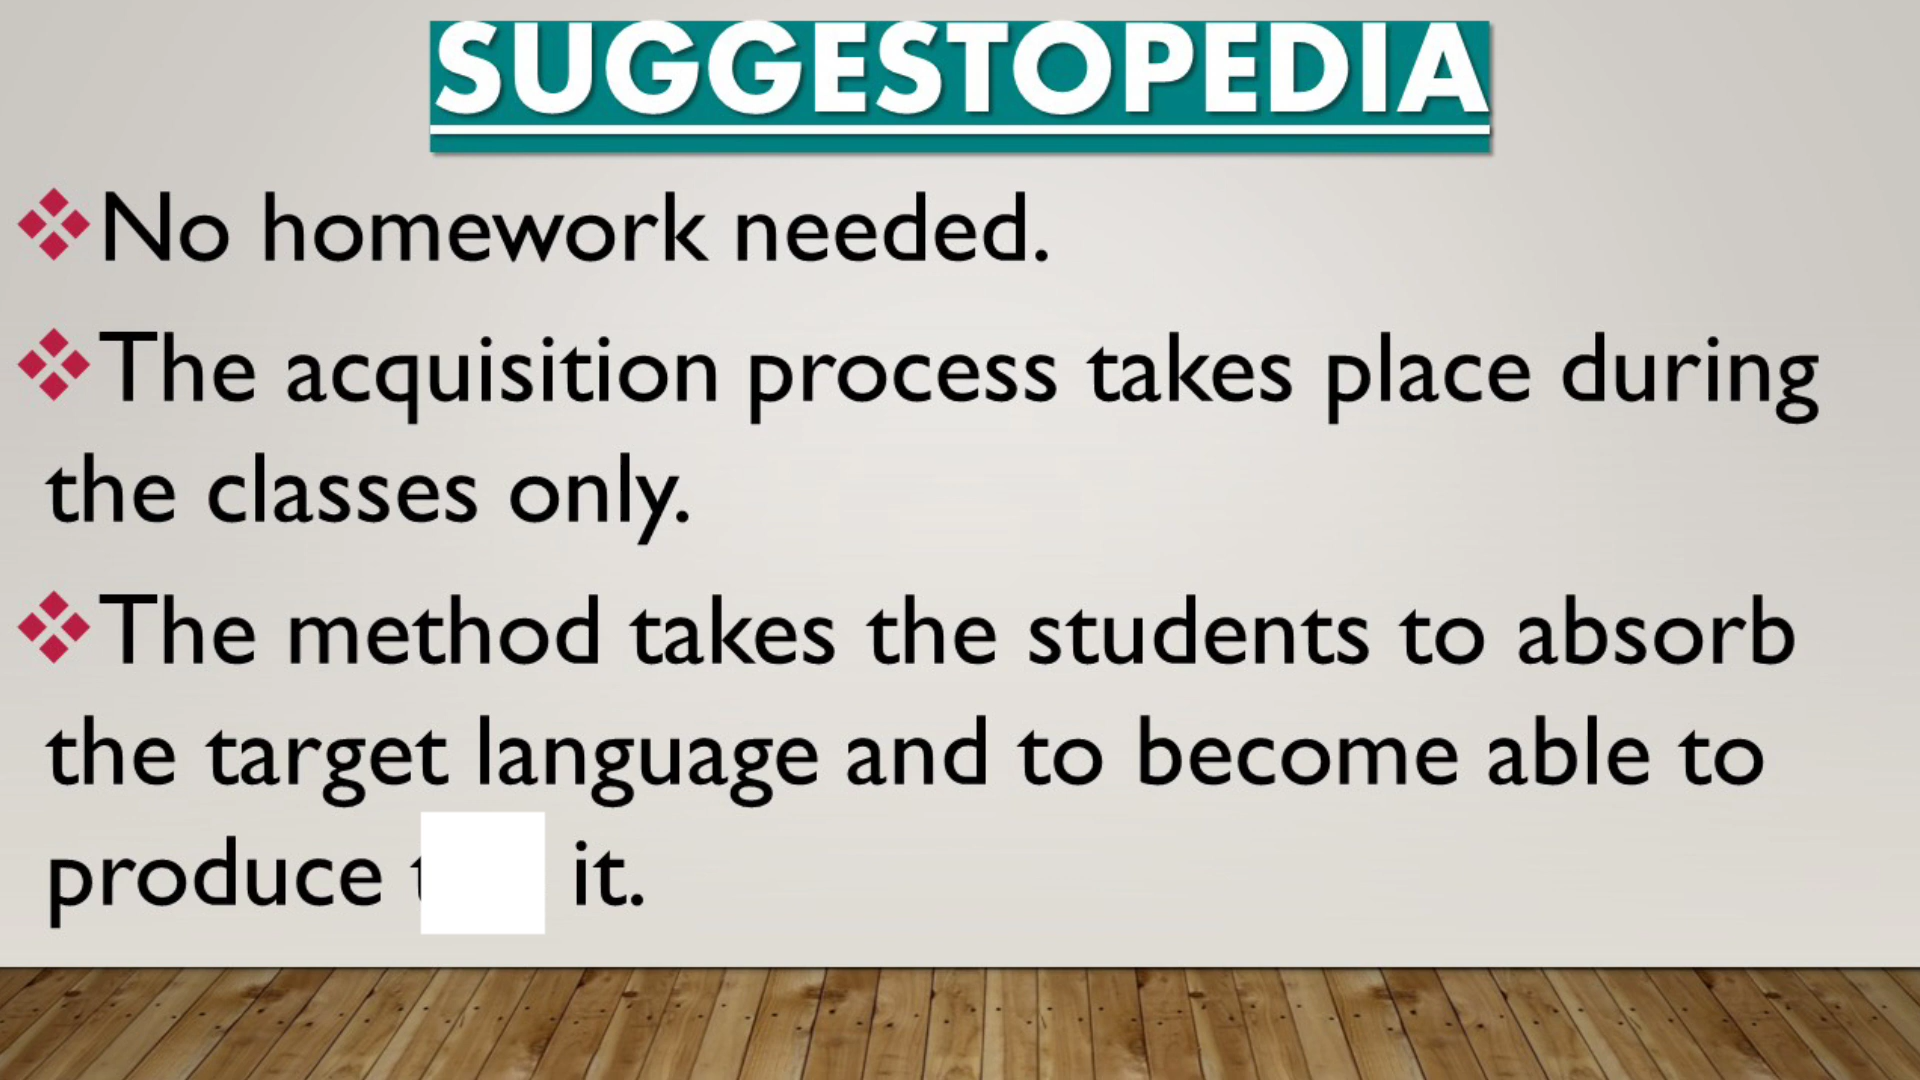 SUGGESTOPEDIA
❖No homework needed.
❖The acquisition process takes place during
the classes only.
❖The method takes the students to absorb
the target language and to become able to
produce it.